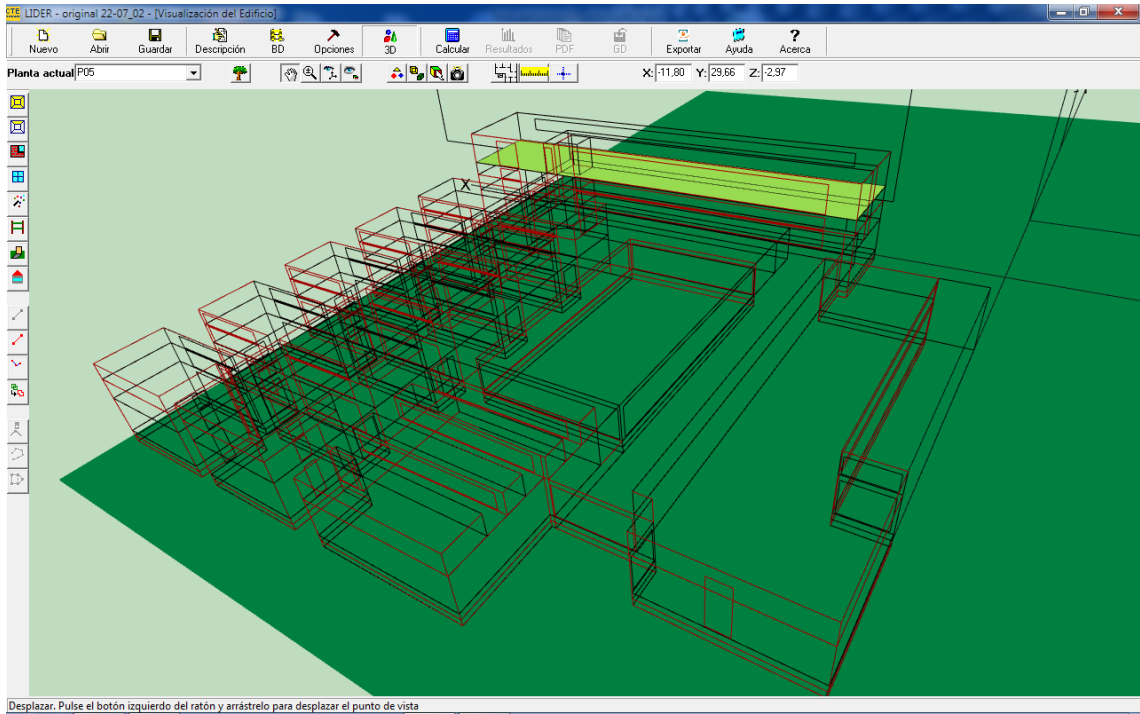 CTE LIDER - original 22-07_02 - [Visualización del Edificio]
Nuevo Abrir Guardar Descripción BD Opciones 3D Calcular Resultados PDF GD Exportar Ayuda Acerca
Planta actual P05 X: -11,80 Y: 29,66 Z: -2,97
X
Desplazar. Pulse el botón izquierdo del ratón y arrástrelo para desplazar el punto de vista